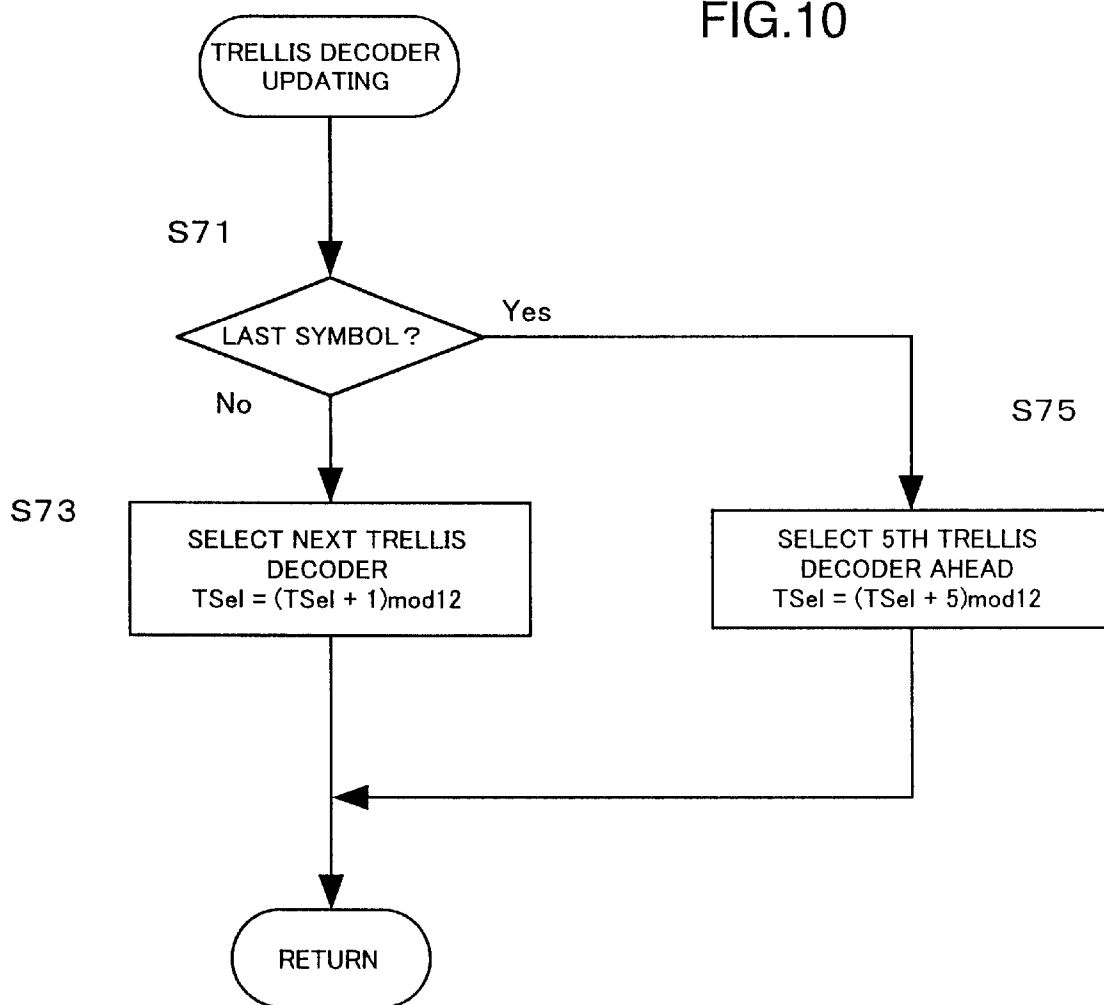 FIG.10
TRELLIS DECODER
UPDATING
S71
LAST SYMBOL?
Yes
No
S75
S73
SELECT NEXT TRELLIS
DECODER
TSel = (TSel + 1)mod12
SELECT 5TH TRELLIS
DECODER AHEAD
TSel = (TSel + 5)mod12
RETURN